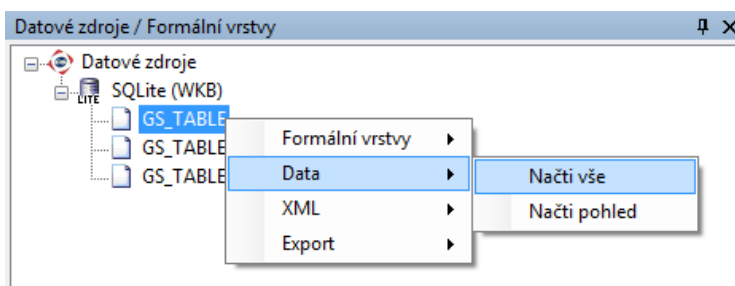 Datové zdroje / Formální vrstvy
Datové zdroje
LITE SQLite (WKB)
GS_TABLE
GS_TABLE
GS_TABLE
Formální vrstvy
Data
XML
Export
Načti vše
Načti pohled